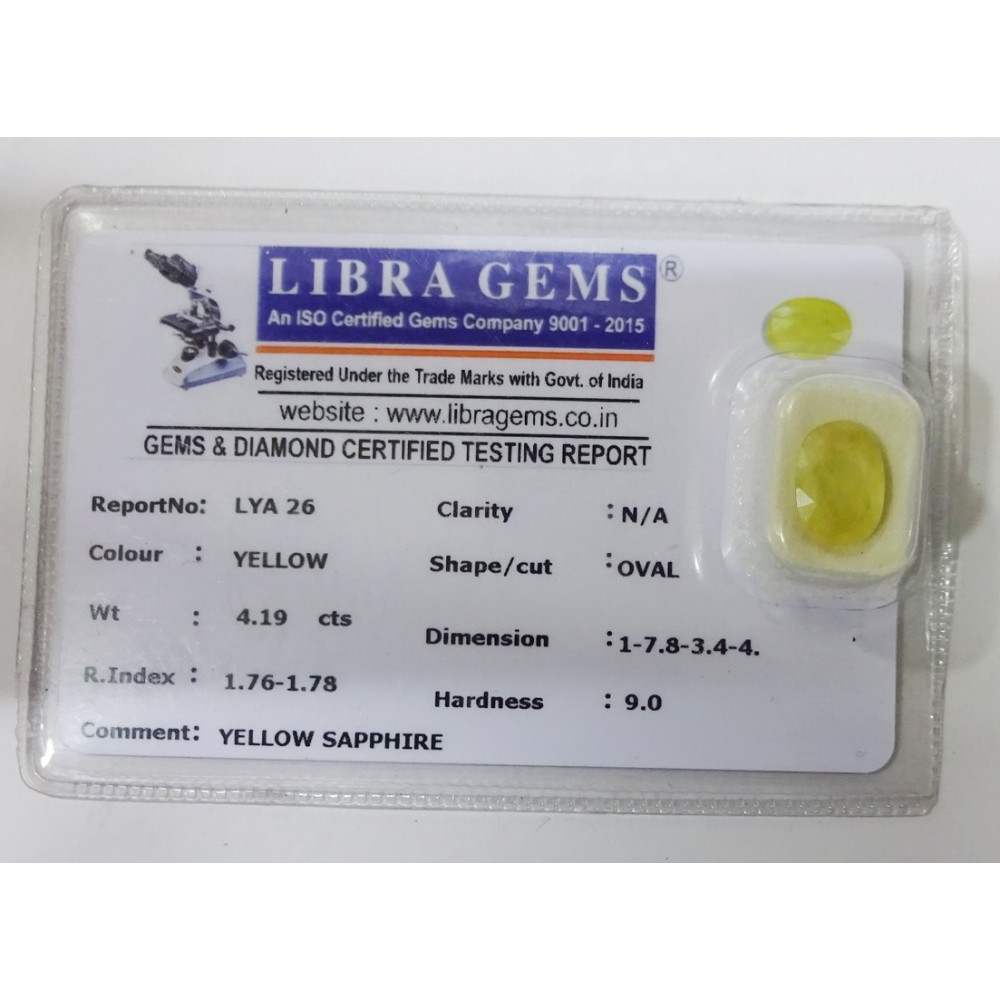 LIBRA GEMS®
An ISO Certified Gems Company 9001 - 2015
Registered Under the Trade Marks with Govt. of India
website : www.libragems.co.in
GEMS & DIAMOND CERTIFIED TESTING REPORT
ReportNo: LYA 26
Colour : YELLOW
Wt : 4.19 cts
R.Index : 1.76-1.78
Comment: YELLOW SAPPHIRE
Clarity : N/A
Shape/cut : OVAL
Dimension : 1-7.8-3.4-4.
Hardness : 9.0